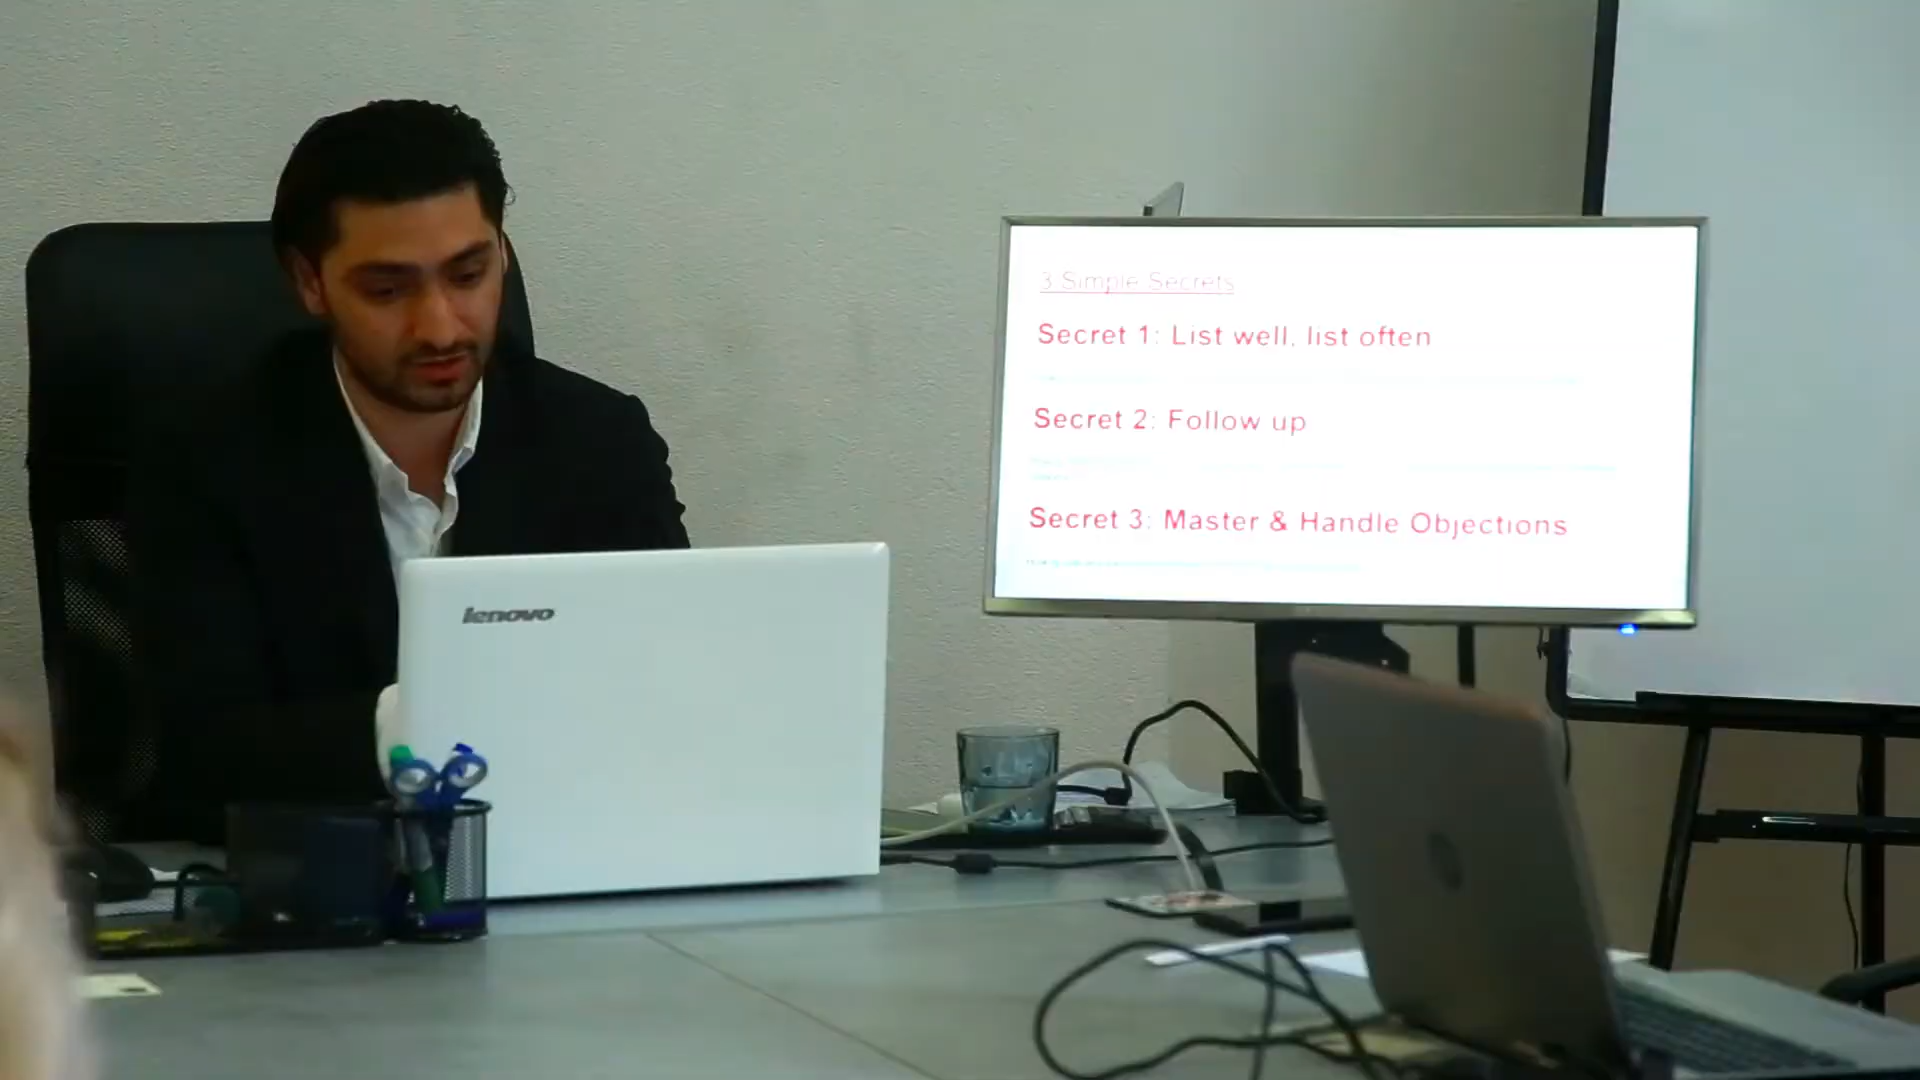 3 Simple Secrets
Secret 1: List well, list often
Secret 2: Follow up
Secret 3: Master & Handle Objections
lenovo